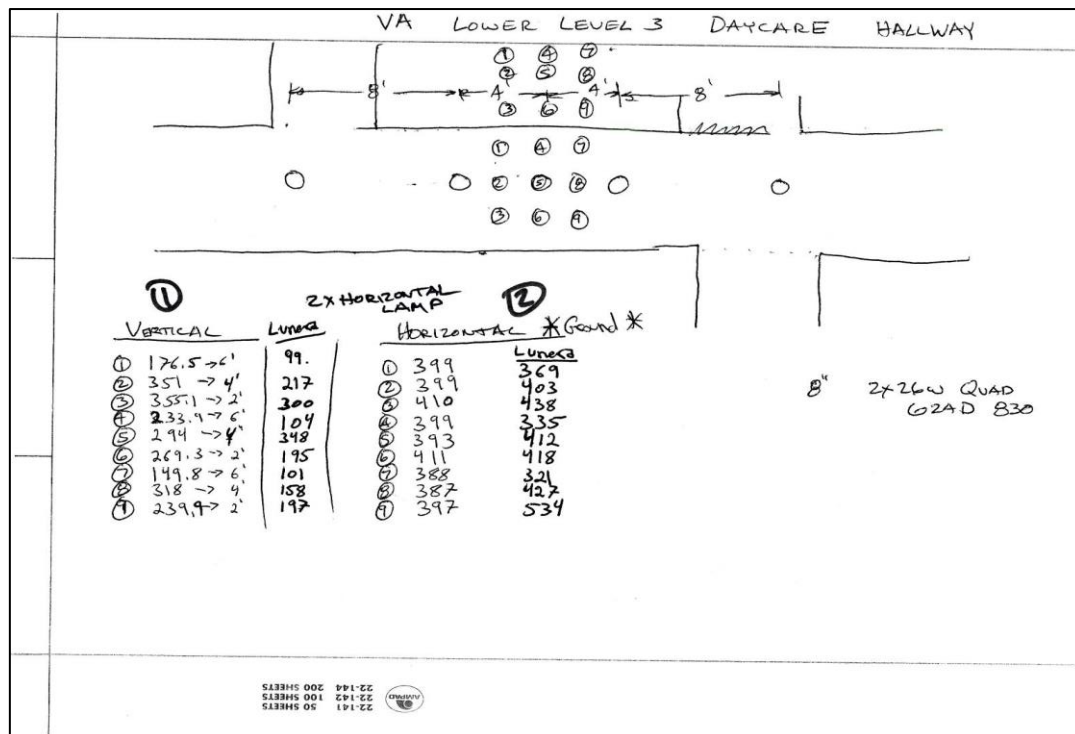 VA LOWER LEVEL 3 DAYCARE HALLWAY
① ④ ⑦
② ⑤ ⑧
8' 4' 4' 8'
③ ⑥ ⑨
① ④ ⑦
② ⑤ ⑧
③ ⑥ ⑨
① 2x HORIZONTAL LAMP ②
VERTICAL Lunera HORIZONTAL *Ground*
Lunera
① 176.5 → 6' 99. ① 399 369
② 351 → 4' 217 ② 399 403
③ 355.1 → 2' 300 ③ 410 438
④ 233.9 → 6' 104 ④ 399 335
⑤ 294 → 4' 348 ⑤ 393 412
⑥ 269.3 → 2' 195 ⑥ 411 418
⑦ 149.8 → 6' 101 ⑦ 388 321
⑧ 318 → 4' 158 ⑧ 387 427
⑨ 239.9 → 2' 197 ⑨ 397 534
8" 2x26W QUAD
G24D 830
22-141 50 SHEETS
22-142 100 SHEETS
22-144 200 SHEETS
AMPAD